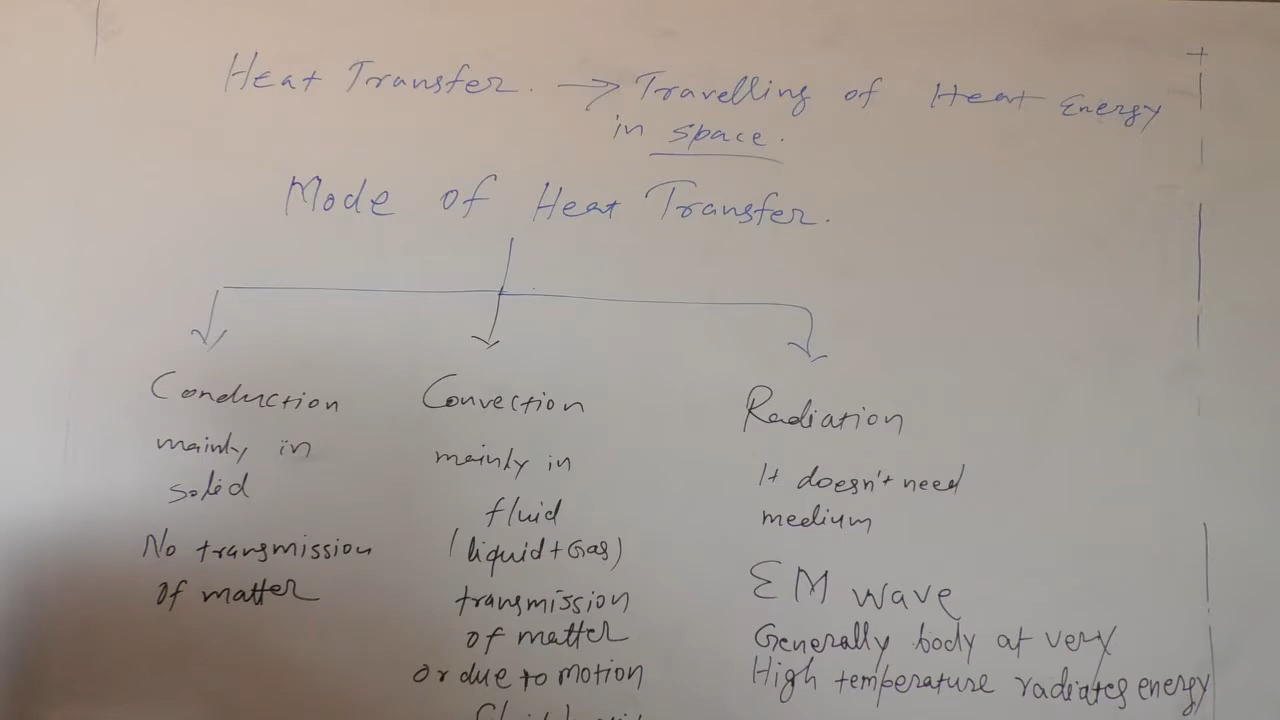 Heat Transfer. → Travelling of Heat Energy
in space.
Mode of Heat Transfer.
Conduction
mainly in
solid
No transmission
of matter
Convection
mainly in
fluid
(liquid+Gas)
transmission
of matter
or due to motion
Radiation
It doesn't need
medium
EM wave
Generally body at very
High temperature radiates energy